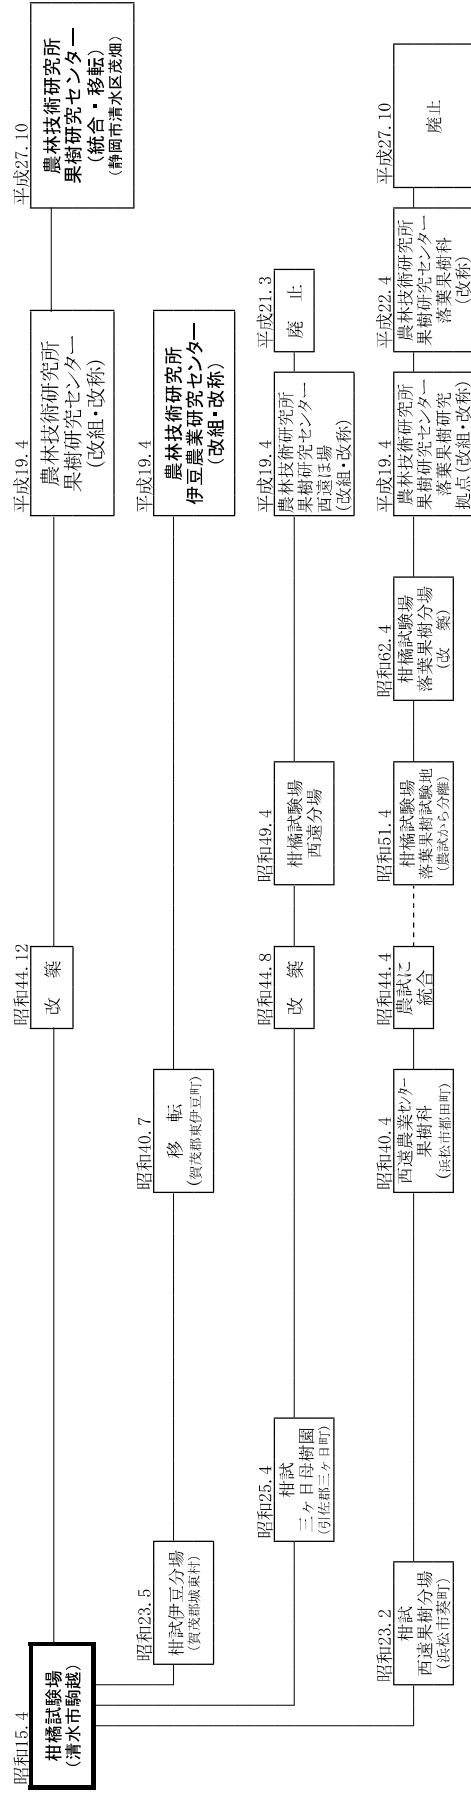 昭和15.4
柑橘試験場
(清水市駒越)
昭和44.12
改　築
平成19.4
農林技術研究所
果樹研究センター
(改組・改称)
平成27.10
農林技術研究所
果樹研究センター
(統合・移転)
(静岡市清水区茂畑)
昭和23.5
柑試伊豆分場
(賀茂郡城東村)
昭和40.7
移　転
(賀茂郡東伊豆町)
平成19.4
農林技術研究所
伊豆農業研究センター
(改組・改称)
昭和25.4
柑試
三ヶ日母樹園
(引佐郡三ヶ日町)
昭和44.8
改　築
昭和49.4
柑橘試験場
西遠分場
平成19.4
農林技術研究所
果樹研究センター
西遠ほ場
(改組・改称)
平成21.3
廃　止
昭和23.2
柑試
西遠果樹分場
(浜松市葵町)
昭和40.4
西遠農業センター
果樹科
(浜松市都田町)
昭和44.4
農試に
統合
昭和51.4
柑橘試験場
落葉果樹試験地
(農試から分離)
昭和62.4
柑橘試験場
落葉果樹分場
(改　築)
平成19.4
農林技術研究所
果樹研究センター
落葉果樹研究
拠点(改組・改称)
平成22.4
農林技術研究所
果樹研究センター
落葉果樹科
(改称)
平成27.10
廃止